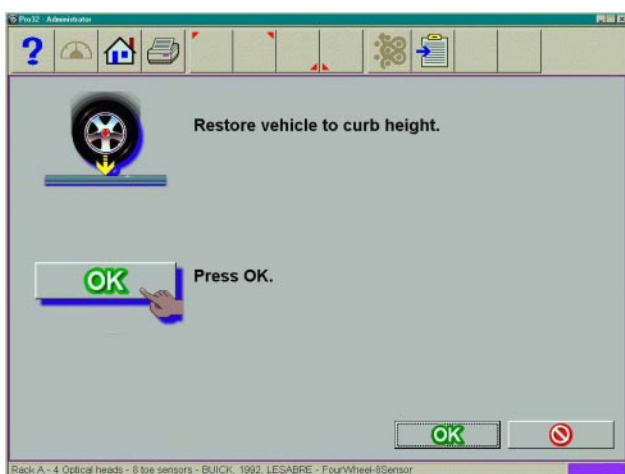 Pro32 - Administrator
?
Restore vehicle to curb height.
OK
Press OK.
OK
Rack A - 4 Optical heads - 8 toe sensors - BUICK, 1992, LESABRE - FourWheel-8Sensor